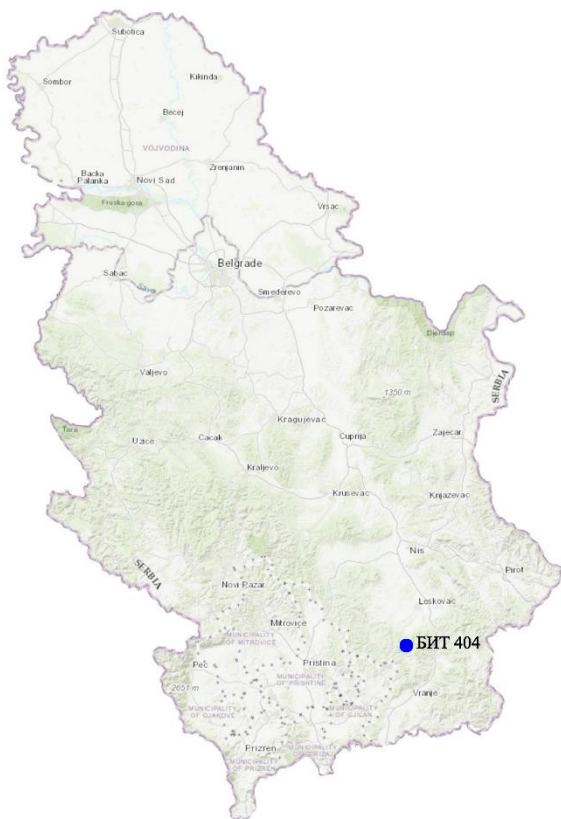 Subotica
Kikinda
Sombor
Becej
VOJVODINA
Zrenjanin
Backa
Palanka
Novi Sad
Fruska gora
Vrsac
Belgrade
Sabac
Sava
Smederevo
Pozarevac
Djerdap
SERBIA
Valjevo
1350 m
Kragujevac
Tara
Uzice
Cacak
Cuprija
Zajecar
Kraljevo
Krusevac
Knjazevac
Nis
Pirot
SERBIA
Novi Pazar
Leskovac
Mitrovice
MUNICIPALITY
OF MITROVICE
БИТ 404
Pristina
Peć
MUNICIPALITY
OF PRISHTINE
2651 m
Vranje
MUNICIPALITY
OF GJAKOVE
MUNICIPALITY
OF GJILAN
Prizren
MUNICIPALITY
OF PRIZREN
MUNICIPALITY